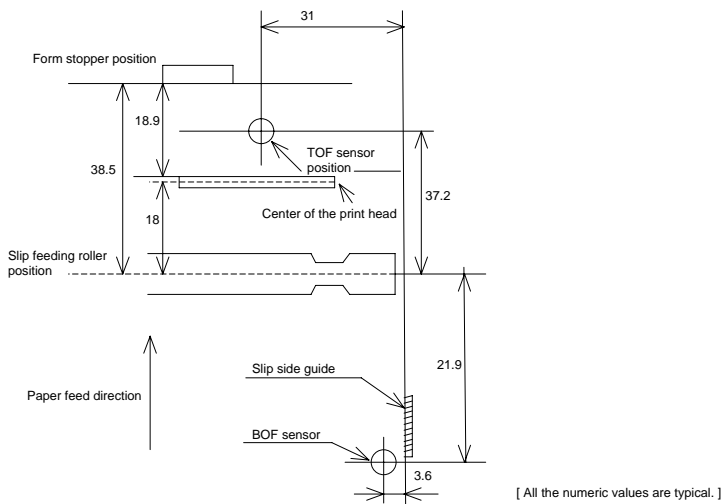 31
Form stopper position
18.9
TOF sensor
position
38.5
37.2
Center of the print head
18
Slip feeding roller
position
21.9
Slip side guide
Paper feed direction
BOF sensor
3.6
[ All the numeric values are typical. ]